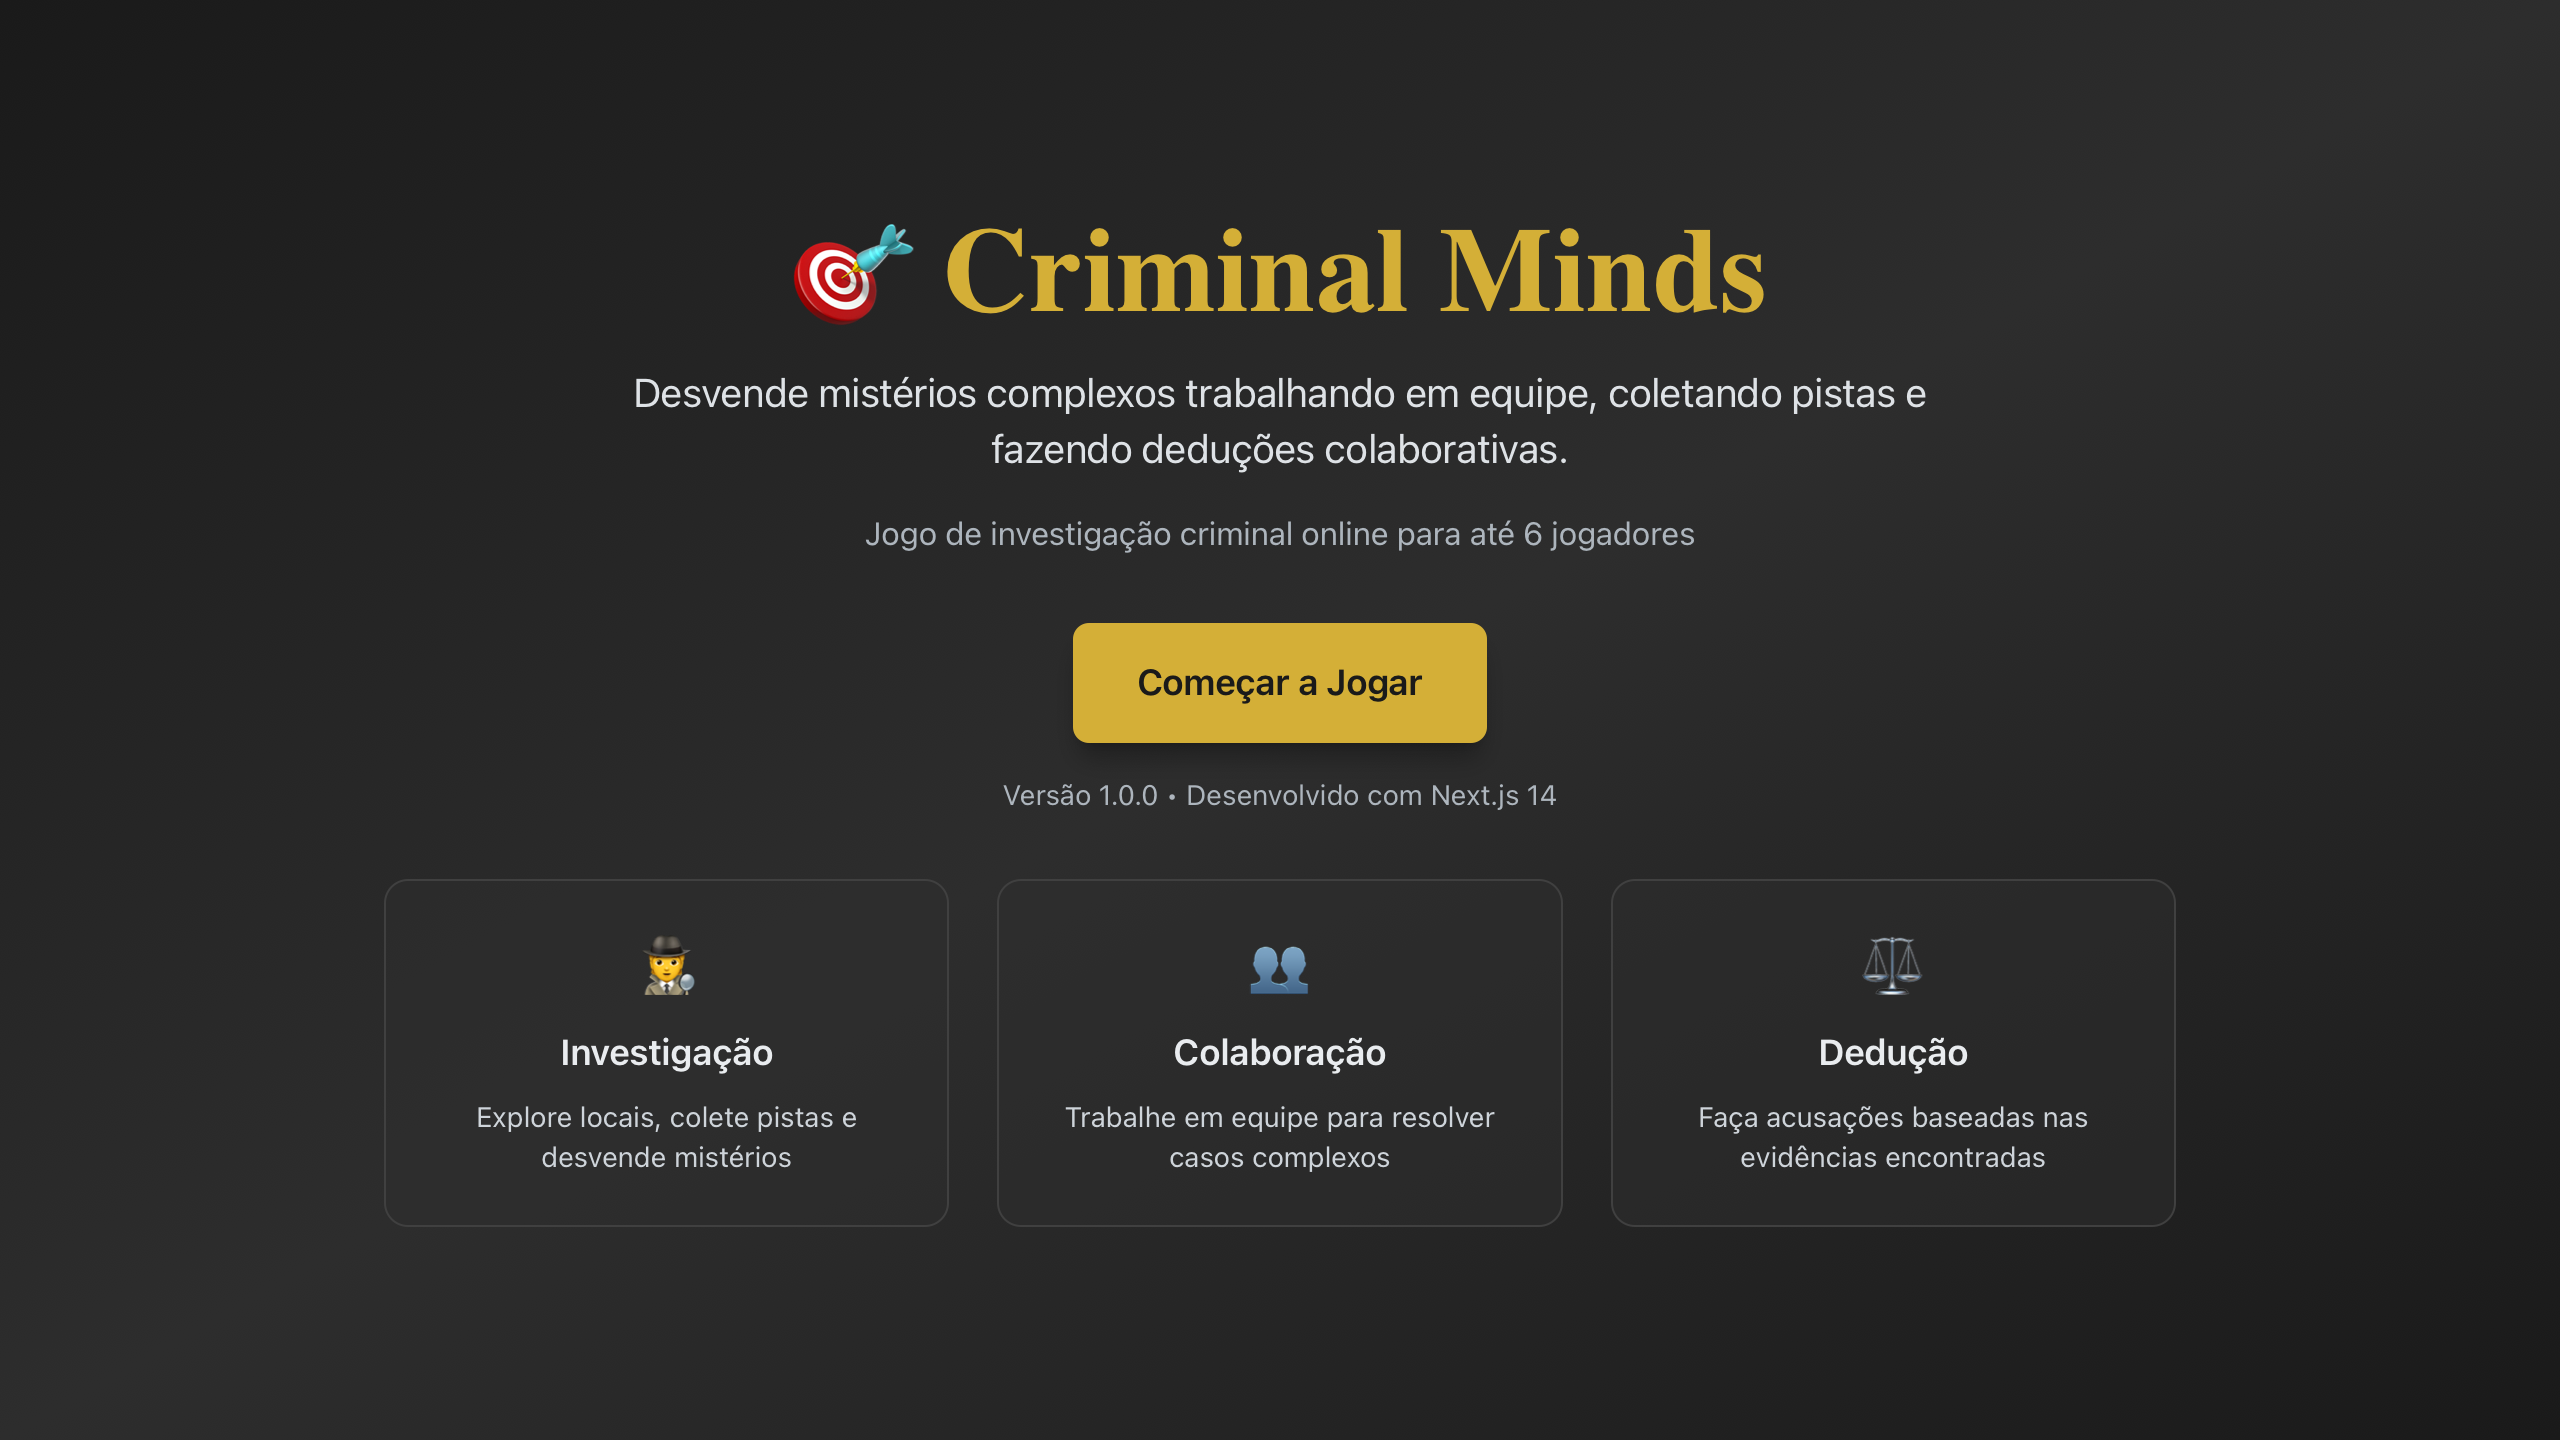 Criminal Minds
Desvende mistérios complexos trabalhando em equipe, coletando pistas e
fazendo deduções colaborativas.
Jogo de investigação criminal online para até 6 jogadores
Começar a Jogar
Versão 1.0.0 • Desenvolvido com Next.js 14
Investigação
Explore locais, colete pistas e
desvende mistérios
Colaboração
Trabalhe em equipe para resolver
casos complexos
Dedução
Faça acusações baseadas nas
evidências encontradas